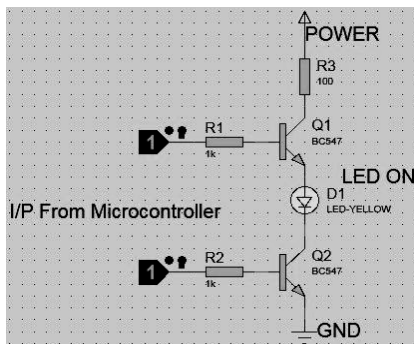 POWER
R3
100
R1
1
1k
Q1
BC547
LED ON
D1
LED-YELLOW
I/P From Microcontroller
R2
1
1k
Q2
BC547
GND